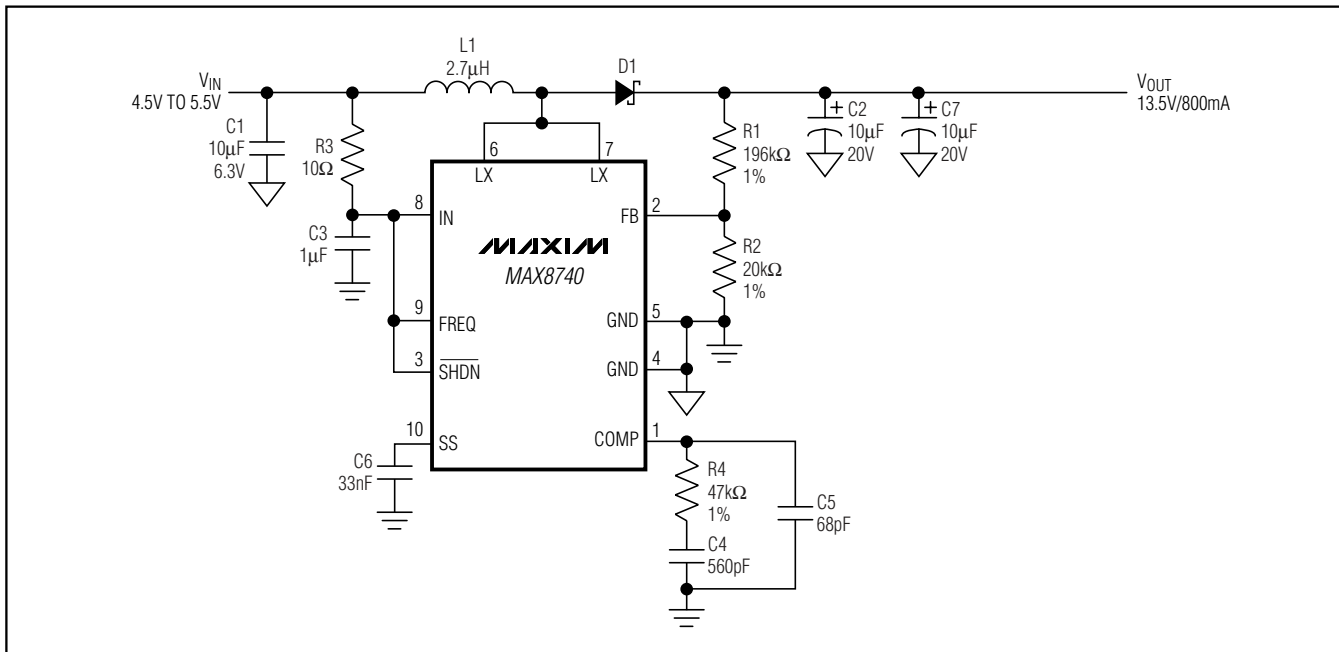 VIN
4.5V TO 5.5V
C1
10µF
6.3V
R3
10Ω
L1
2.7µH
D1
VOUT
13.5V/800mA
C2
10µF
20V
C7
10µF
20V
R1
196kΩ
1%
6
7
LX
LX
8
IN
C3
1µF
MAXIM
MAX8740
FB
2
R2
20kΩ
1%
9
FREQ
3
SHDN
GND
5
GND
4
10
SS
C6
33nF
COMP
1
R4
47kΩ
1%
C4
560pF
C5
68pF
+
+